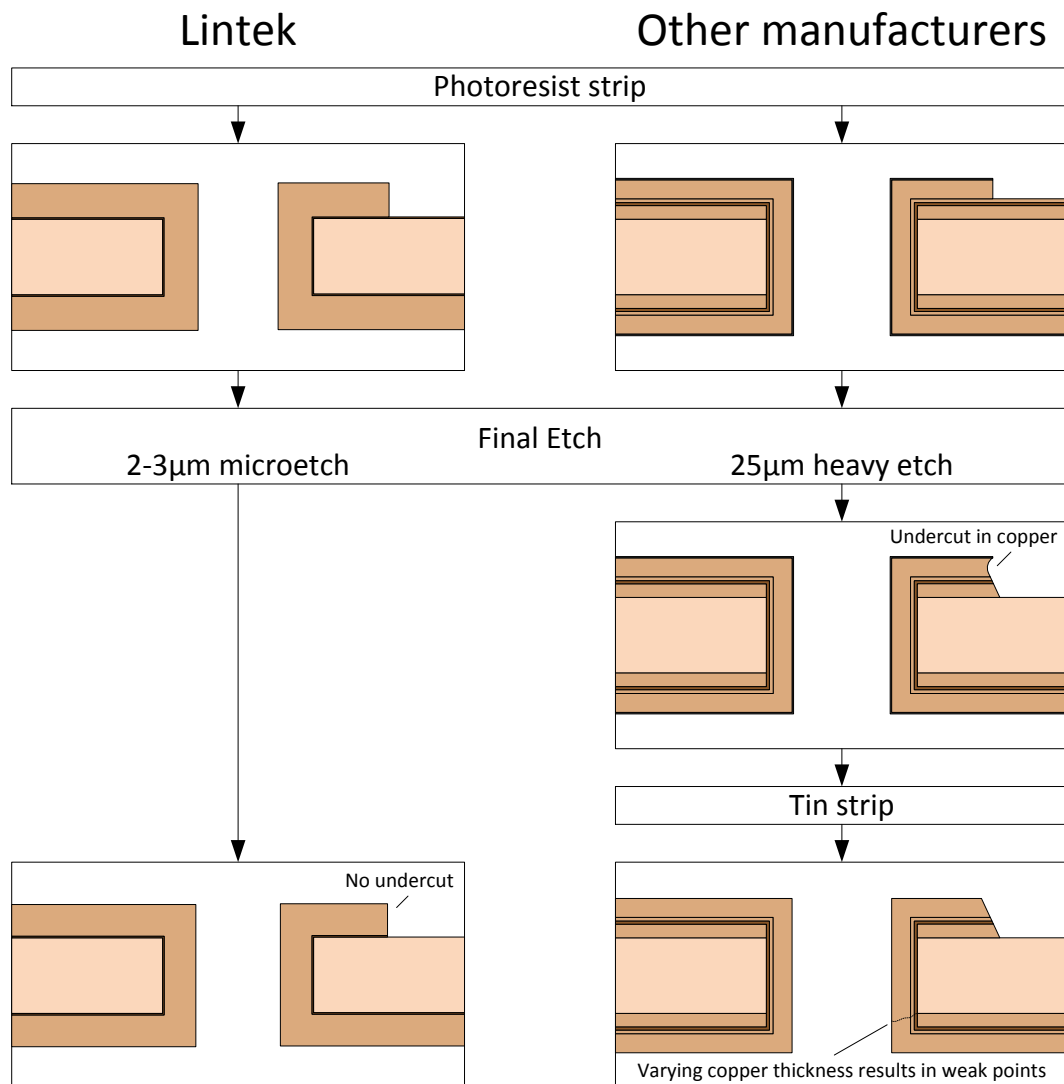 Lintek
Other manufacturers
Photoresist strip
Final Etch
2-3µm microetch
25µm heavy etch
Undercut in copper
Tin strip
No undercut
Varying copper thickness results in weak points